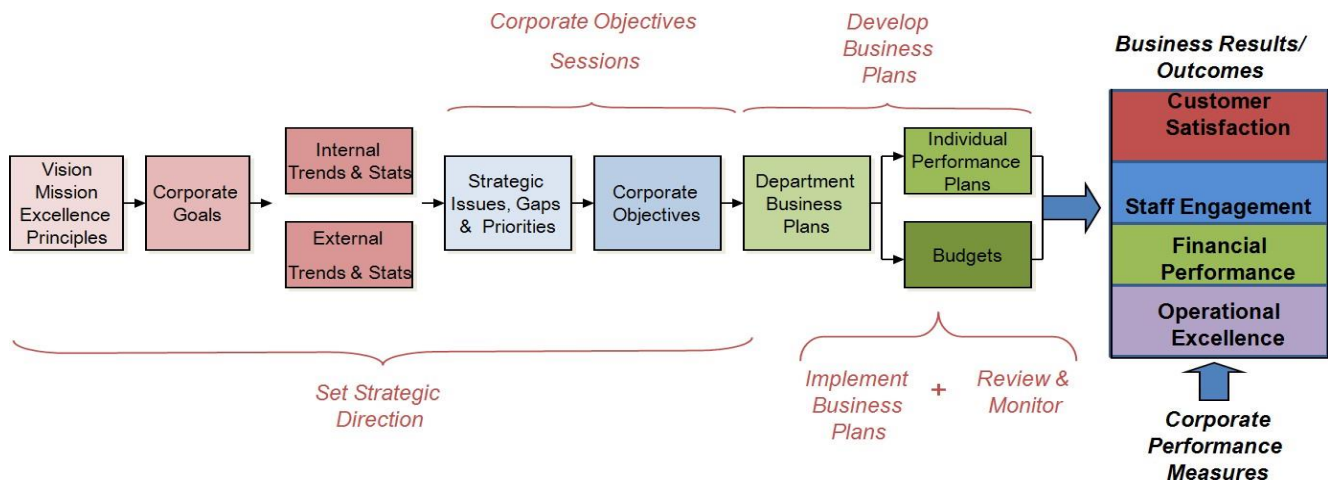 Corporate Objectives
Sessions
Develop
Business
Plans
Business Results/
Outcomes
Vision
Mission
Excellence
Principles
Corporate
Goals
Internal
Trends & Stats
External
Trends & Stats
Strategic
Issues, Gaps
& Priorities
Corporate
Objectives
Department
Business
Plans
Individual
Performance
Plans
Budgets
Customer
Satisfaction
Staff Engagement
Financial
Performance
Operational
Excellence
Set Strategic
Direction
Implement
Business
Plans
+
Review &
Monitor
Corporate
Performance
Measures